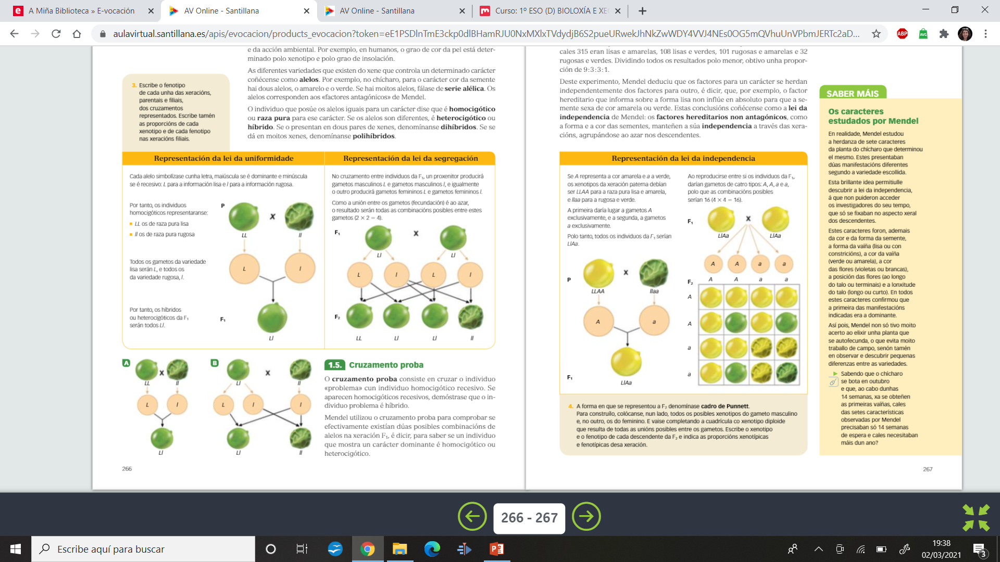 A Miña Biblioteca » E-vocación
AV Online - Santillana
AV Online - Santillana
Curso: 1º ESO (D) BIOLOXÍA E XE
aulavirtual.santillana.es/apis/evocacion/products_evocacion?token=
e da acción ambiental. Por exemplo, en humanos, o grao de cor da pel está deter-
minado polo xenotipo e polo grao de insolación.
As diferentes variedades que existen do xene que controla un determinado carácter
coñécense como alelos. Por exemplo, no chícharo, para o carácter cor da semente
hai dous alelos, o amarelo e o verde. Se hai moitos alelos, fálase de serie alélica. Os
alelos corresponden aos «factores antagónicos» de Mendel.
O individuo que posúe os alelos iguais para un carácter dise que é homocigótico
ou raza pura para ese carácter. Se os alelos son diferentes, é heterocigótico ou
híbrido. Se o presentan en dous pares de xenes, denomínanse dihíbridos. Se se
dá en moitos xenes, denomínanse polihíbridos.
3. Escribe o fenotipo
de cada unha das xeracións,
parentais e filiais,
dos cruzamentos
representados. Escribe tamén
as proporcións de cada
xenotipo e de cada fenotipo
nas xeracións filiais.
Representación da lei da uniformidade
Cada alelo simbolízase cunha letra, maiúscula se é dominante e minúscula
se é recesivo: L para a información lisa e l para a información rugosa.
Por tanto, os individuos
homocigóticos representaranse:
LL os de raza pura lisa
ll os de raza pura rugosa
P
X
LL
ll
Todos os gametos da variedade
lisa serán L, e todos os
da variedade rugosa, l.
L
l
Por tanto, os híbridos
ou heterocigóticos da F₁
serán todos Ll.
F₁
Ll
Representación da lei da segregación
No cruzamento entre individuos da F₁, un proxenitor producirá
gametos masculinos L e gametos masculinos l, e igualmente
o outro producirá gametos femininos L e gametos femininos l.
Como a unión entre os gametos (fecundación) é ao azar,
o resultado serán todas as combinacións posibles entre estes
gametos (2 × 2 = 4).
F₁
X
Ll Ll
L l L l
F₂
LL Ll Ll ll
A
X
LL ll
L l
Ll
B
X
Ll ll
L l l
Ll ll
1.5. Cruzamento proba
O cruzamento proba consiste en cruzar o individuo
«problema» cun individuo homocigótico recesivo. Se
aparecen homocigóticos recesivos, demóstrase que o in-
dividuo problema é híbrido.
Mendel utilizou o cruzamento proba para comprobar se
efectivamente existían dúas posibles combinacións de
alelos na xeración F₁, é dicir, para saber se un individuo
que mostra un carácter dominante é homocigótico ou
heterocigótico.
266
cales 315 eran lisas e amarelas, 108 lisas e verdes, 101 rugosas e amarelas e 32
rugosas e verdes. Dividindo todos os resultados polo menor, obtivo unha propor-
ción de 9:3:3:1.
Deste experimento, Mendel deduciu que os factores para un carácter se herdan
independentemente dos factores para outro, é dicir, que, por exemplo, o factor
hereditario que informa sobre a forma lisa non inflúe en absoluto para que a se-
mente sexa de cor amarela ou verde. Estas conclusións coñécense como a lei da
independencia de Mendel: os factores hereditarios non antagónicos, como
a forma e a cor das sementes, manteñen a súa independencia a través das xera-
cións, agrupándose ao azar nos descendentes.
Representación da lei da independencia
Se A representa a cor amarela e a a verde,
os xenotipos da xeración paterna debían
ser LLAA para a raza pura lisa e amarela,
e llaa para a rugosa e verde.
A primeira daría lugar a gametos A
exclusivamente, e a segunda, a gametos
a exclusivamente.
Polo tanto, todos os individuos da F₁ serían
LlAa.
P
X
LLAA llaa
A a
F₁
LlAa
Ao reproducirse entre si os individuos da F₁,
darían gametos de catro tipos: A, A, a e a,
polo que as combinacións posibles
serían 16 (4 × 4 = 16).
F₁
X
LlAa LlAa
A A a a
F₂ A A a a
A
A
a
a
4. A forma en que se representou a F₂ denomínase cadro de Punnett.
Para construílo, colócanse, nun lado, todos os posibles xenotipos do gameto masculino
e, no outro, os do feminino. E vaise completando a cuadrícula co xenotipo diploide
que resulta de todas as unións posibles entre os gametos. Escribe o xenotipo
e o fenotipo de cada descendente da F₂ e indica as proporcións xenotípicas
e fenotípicas desa xeración.
SABER MÁIS
Os caracteres
estudados por Mendel
En realidade, Mendel estudou
a herdanza de sete caracteres
da planta do chícharo que determinou
el mesmo. Estes presentaban
dúas manifestacións diferentes
segundo a variedade escollida.
Esta brillante idea permitiulle
descubrir a lei da independencia,
á que non puideron acceder
os investigadores do seu tempo,
que só se fixaban no aspecto xeral
dos descendentes.
Estes caracteres foron, ademais
da cor e da forma da semente,
a forma da vaíña (lisa ou con
constricións), a cor da vaíña
(verde ou amarela), a cor
das flores (violetas ou brancas),
a posición das flores (ao longo
do talo ou terminais) e a lonxitude
do talo (longo ou curto). En todos
estes caracteres confirmou que
a primeira das manifestacións
indicadas era a dominante.
Así pois, Mendel non só tivo moito
acerto ao elixir unha planta que
se autofecunda, o que evita moito
traballo de campo, senón tamén
en observar e descubrir pequenas
diferenzas entre as variedades.
Sabendo que o chícharo
se bota en outubro
e que, ao cabo dunhas
14 semanas, xa se obteñen
as primeiras vaíñas, cales
das setes características
observadas por Mendel
precisaban só 14 semanas
de espera e cales necesitaban
máis dun ano?
267
266 - 267
Escribe aquí para buscar
19:38
02/03/2021
3